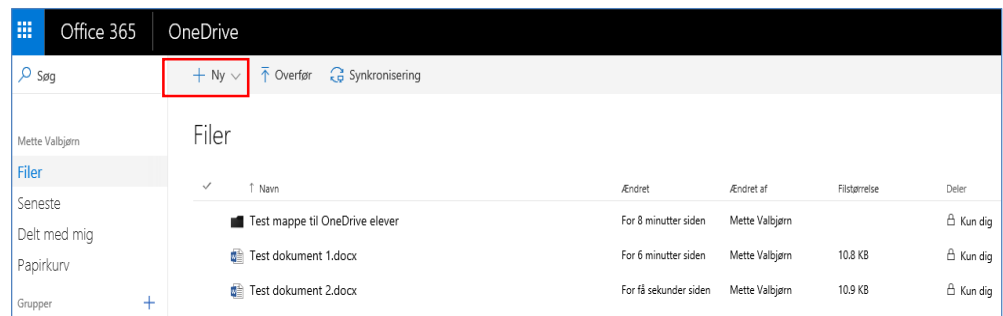 Office 365 OneDrive
Søg + Ny Overfør Synkronisering
Mette Valbjørn
Filer
Seneste
Delt med mig
Papirkurv
Grupper +
Filer
Navn Ændret Ændret af Filstørrelse Deler
Test mappe til OneDrive elever For 8 minutter siden Mette Valbjørn Kun dig
Test dokument 1.docx For 6 minutter siden Mette Valbjørn 10.8 KB Kun dig
Test dokument 2.docx For få sekunder siden Mette Valbjørn 10.9 KB Kun dig